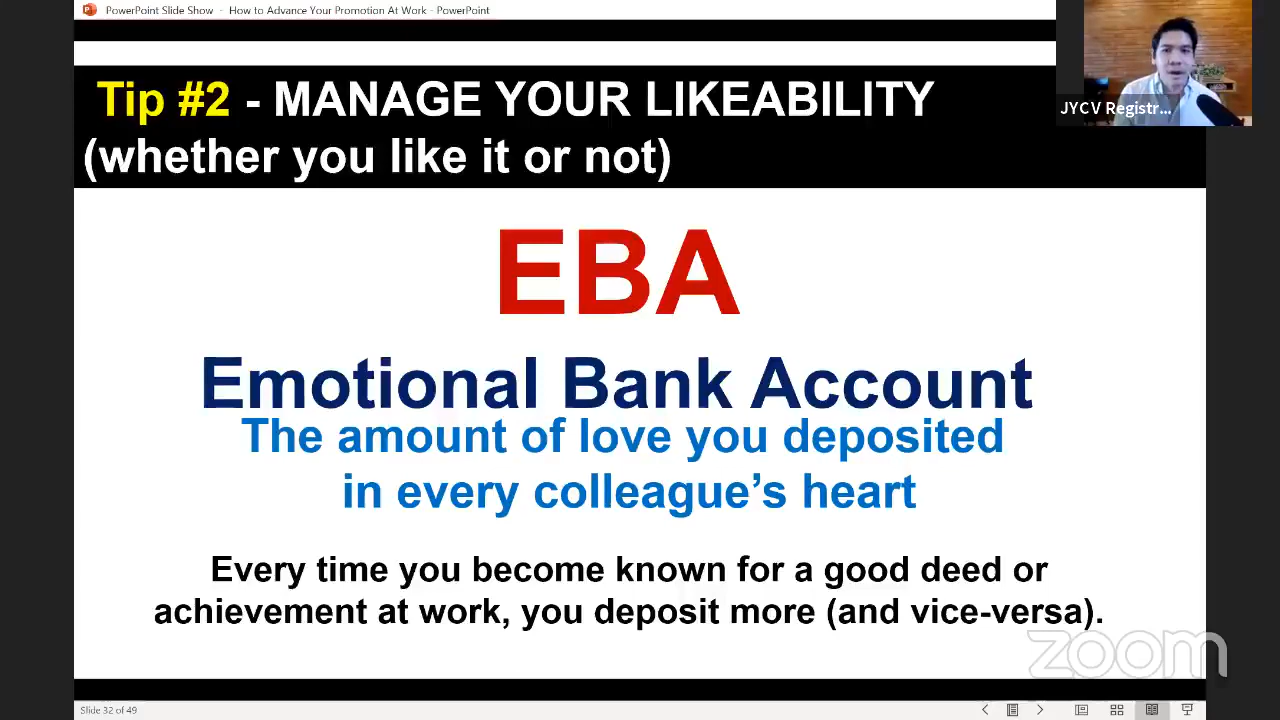 PowerPoint Slide Show - How to Advance Your Promotion At Work - PowerPoint
JYCV Registr...
Tip #2 - MANAGE YOUR LIKEABILITY
(whether you like it or not)
EBA
Emotional Bank Account
The amount of love you deposited
in every colleague’s heart
Every time you become known for a good deed or
achievement at work, you deposit more (and vice-versa).
zoom
Slide 32 of 49